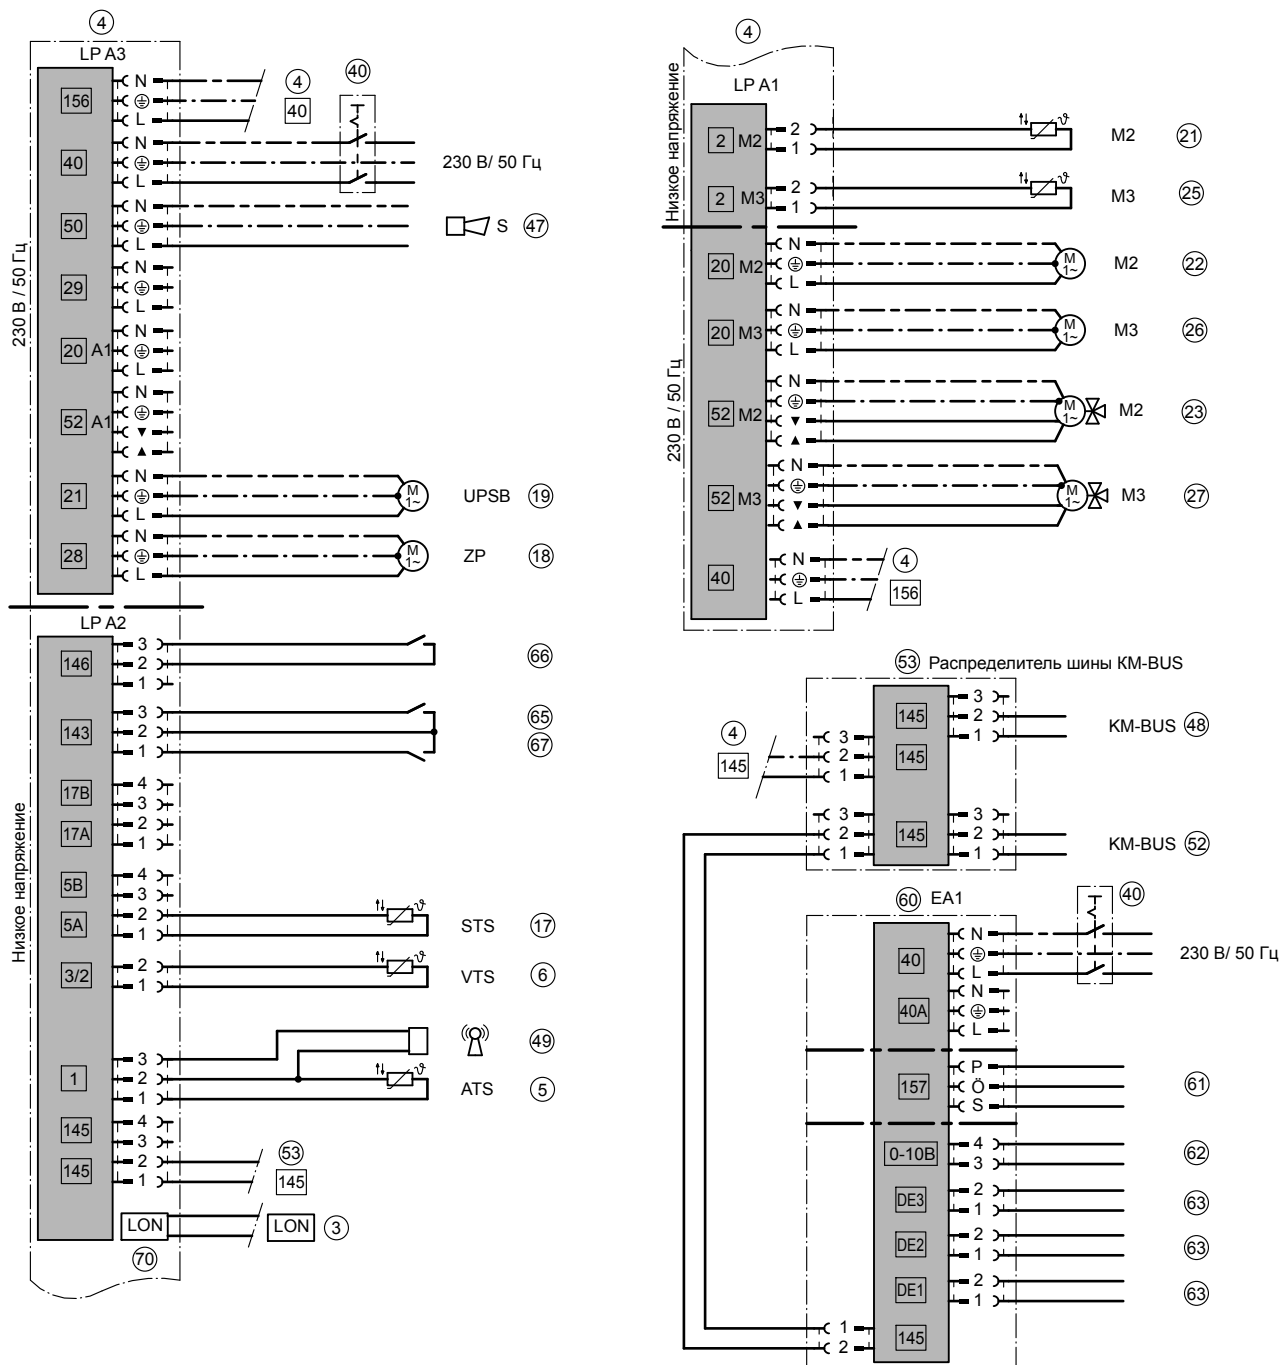 4
LP A3
230 В / 50 Гц
156
N
L
4
40
40
40
N
L
230 В/ 50 Гц
50
N
L
S 47
29
N
L
20 A1
N
L
52 A1
N
▼
▲
21
N
L
M
1~
UPSB 19
28
N
L
M
1~
ZP 18
LP A2
Низкое напряжение
146
3
2
1
66
143
3
2
1
65
67
17B
4
3
17A
2
1
5B
4
3
5A
2
1
STS 17
3/2
2
1
VTS 6
49
1
3
2
1
ATS 5
145
4
3
145
2
1
53
145
LON
LON 3
70
4
LP A1
Низкое напряжение
2 M2
2
1
M2 21
2 M3
2
1
M3 25
230 В / 50 Гц
20 M2
N
L
M
1~
M2 22
20 M3
N
L
M
1~
M3 26
52 M2
N
▼
▲
M
1~
M2 23
52 M3
N
▼
▲
M
1~
M3 27
40
N
L
4
156
53 Распределитель шины КМ-BUS
145
3
2
1
KM-BUS 48
4
145
3
2
1
145
3
2
1
145
3
2
1
KM-BUS 52
60 EA1
40
40
N
L
230 В/ 50 Гц
40A
N
L
157
P
Ö
S
61
0-10В
4
3
62
DE3
2
1
63
DE2
2
1
63
DE1
2
1
63
1
2
145